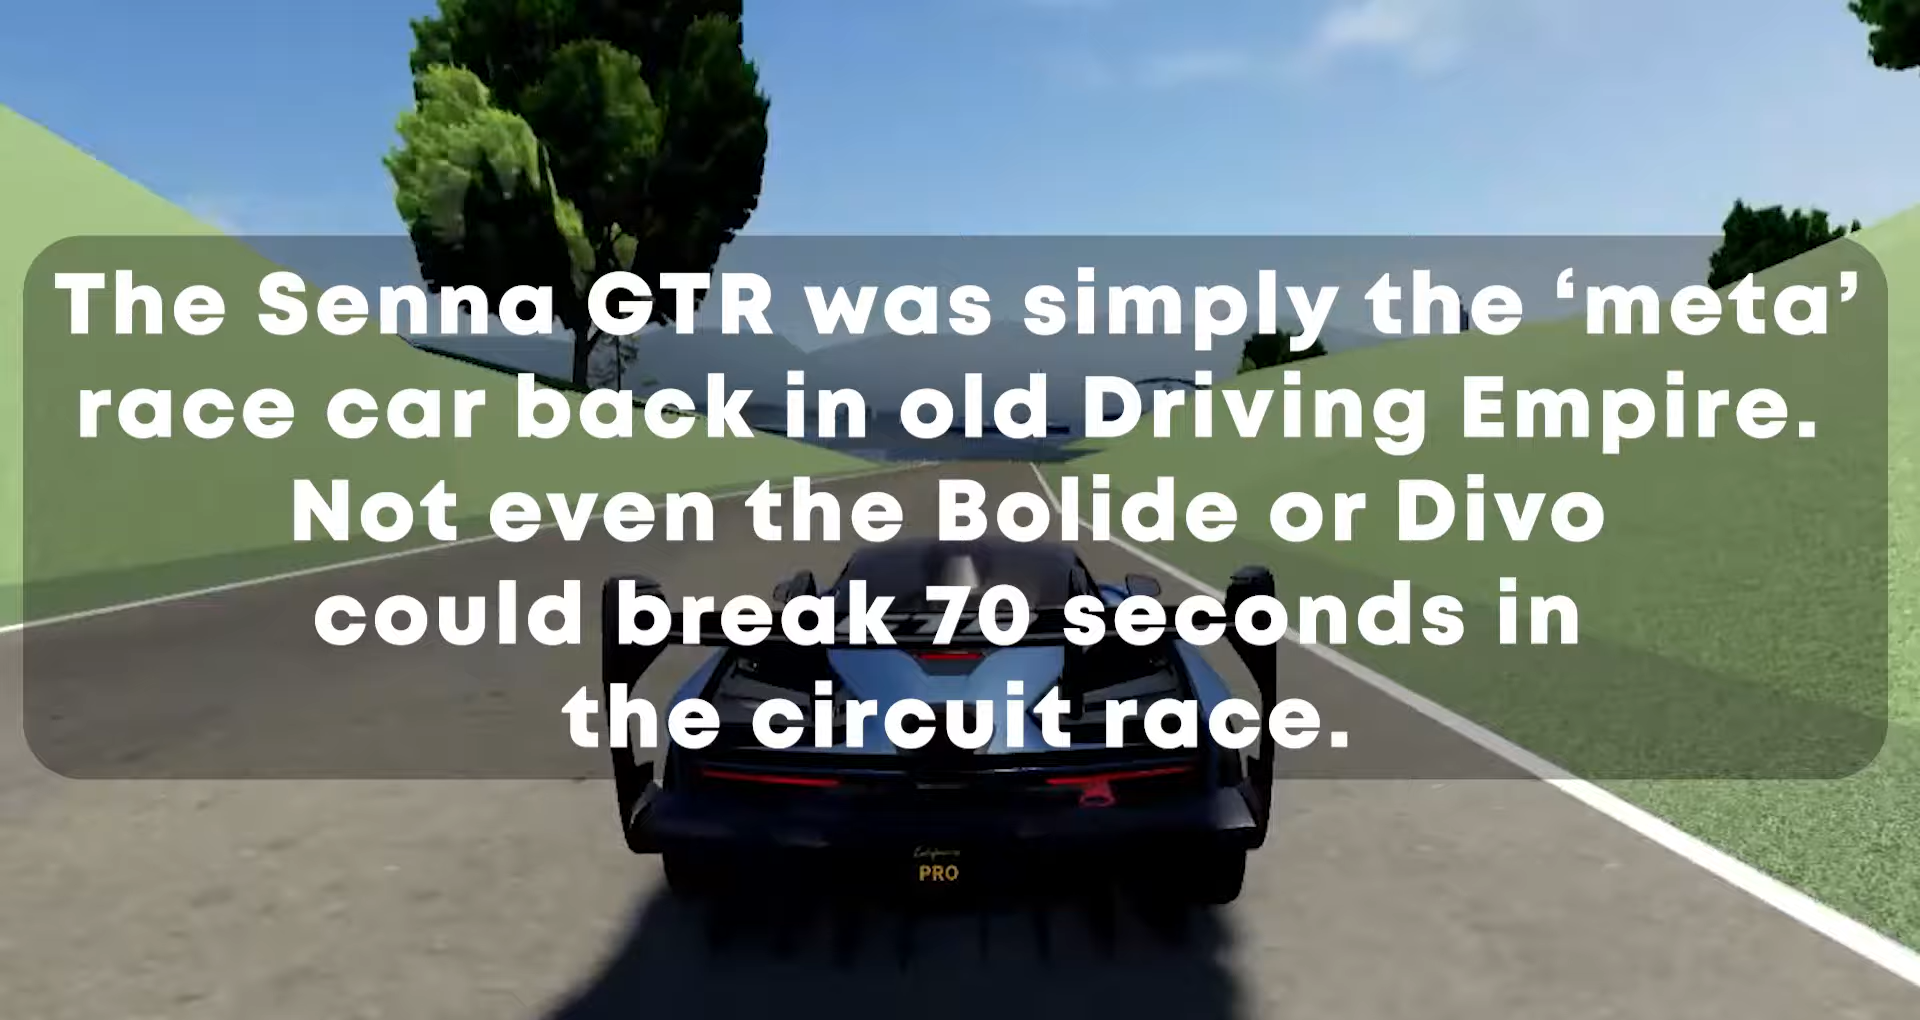 The Senna GTR was simply the ‘meta’
race car back in old Driving Empire.
Not even the Bolide or Divo
could break 70 seconds in
the circuit race.
California
PRO